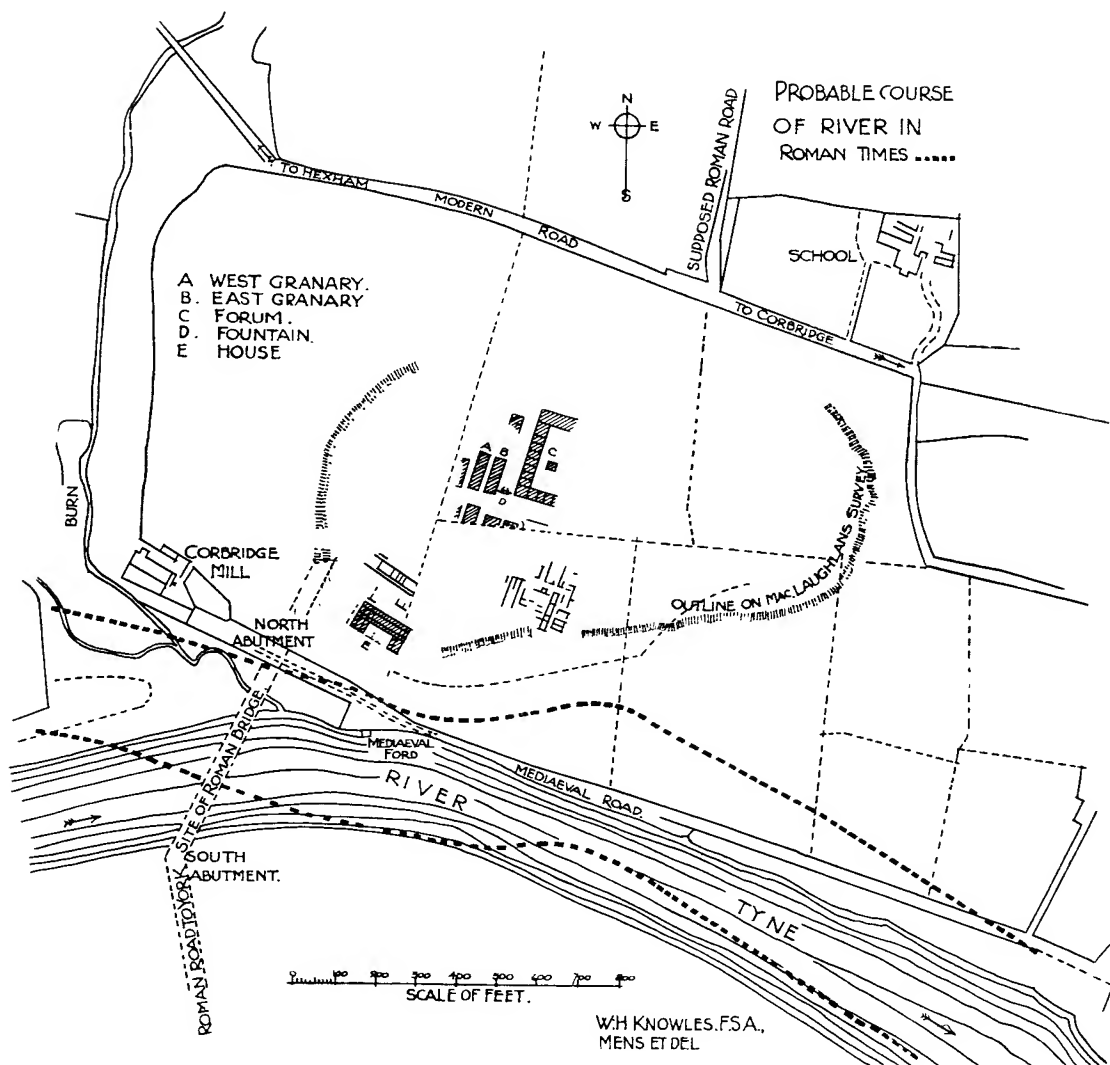 PROBABLE COURSE
OF RIVER IN
ROMAN TIMES
N
W E
S
TO HEXHAM
MODERN
ROAD
SUPPOSED ROMAN ROAD
SCHOOL
TO CORBRIDGE
A WEST GRANARY.
B. EAST GRANARY
C FORUM.
D. FOUNTAIN.
E HOUSE
A
B
C
D
BURN
CORBRIDGE
MILL
OUTLINE ON MACLAUGHLANS SURVEY
NORTH
ABUTMENT
E
SITE OF ROMAN BRIDGE
MEDIAEVAL
FORD
MEDIAEVAL ROAD.
RIVER
TYNE
SOUTH
ABUTMENT.
ROMAN ROAD TO YORK
0 100 200 300 400 500 600 700 800
SCALE OF FEET.
W.H KNOWLES. F.S.A.,
MENS ET DEL